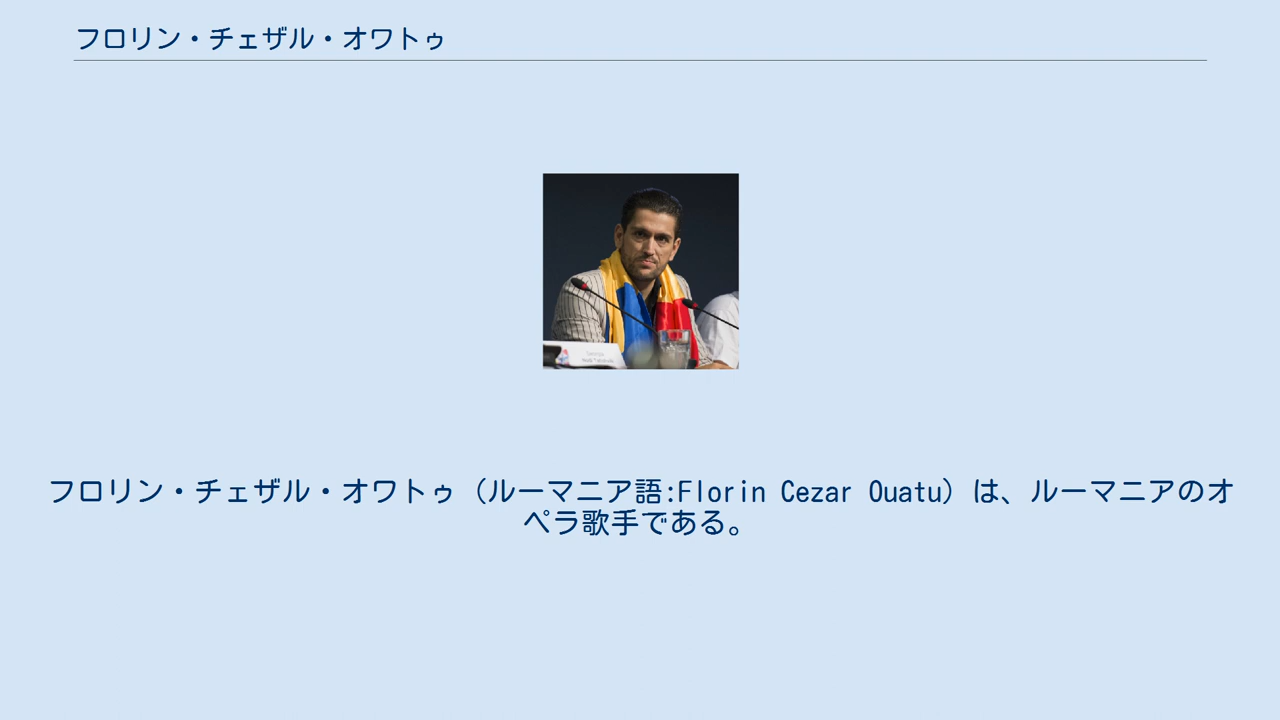 フロリン・チェザル・オワトゥ
フロリン・チェザル・オワトゥ（ルーマニア語:Florin Cezar Ouatu）は、ルーマニアのオ
ペラ歌手である。